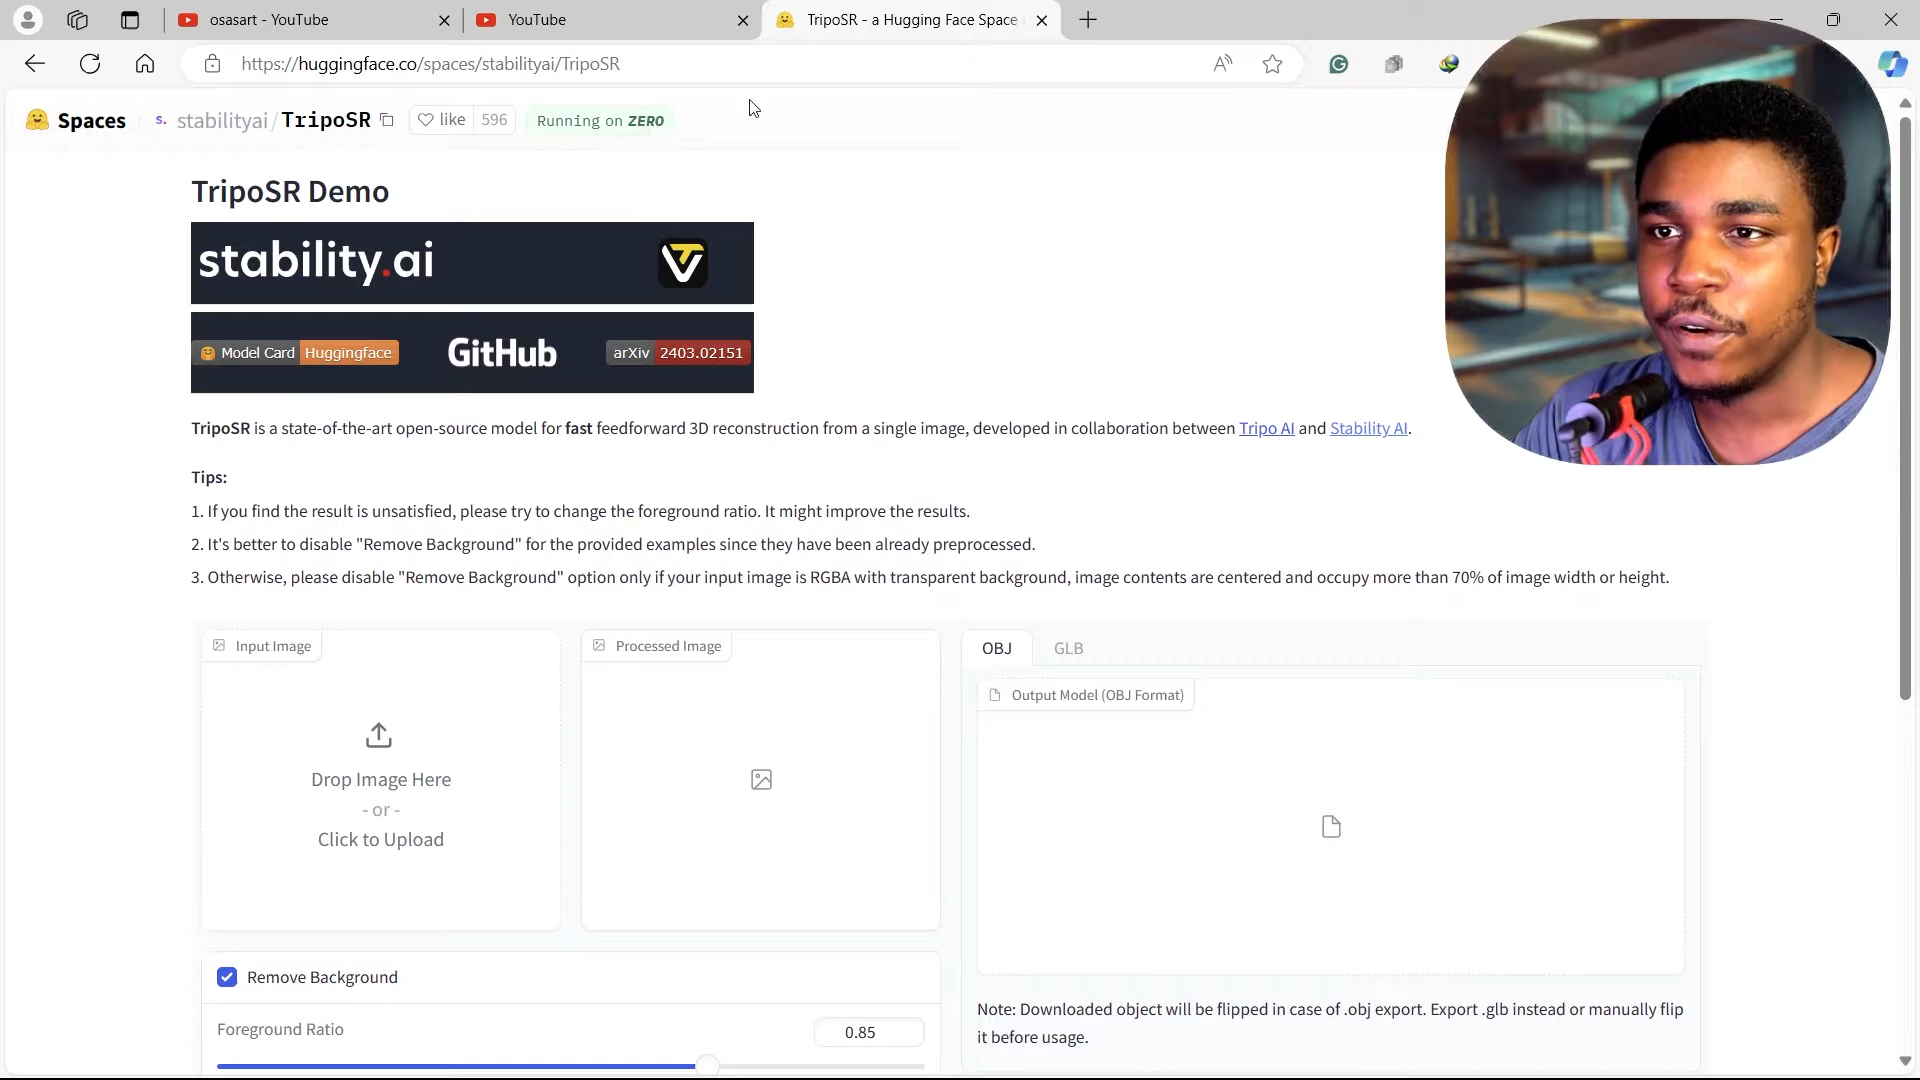 osasart - YouTube
YouTube
TripoSR - a Hugging Face Space
https://huggingface.co/spaces/stabilityai/TripoSR
Spaces
s. stabilityai/TripoSR
like 596
Running on ZERO
TripoSR Demo
stability.ai
Model Card Huggingface
GitHub
arXiv 2403.02151
TripoSR is a state-of-the-art open-source model for fast feedforward 3D reconstruction from a single image, developed in collaboration between Tripo AI and Stability AI.
Tips:
1. If you find the result is unsatisfied, please try to change the foreground ratio. It might improve the results.
2. It's better to disable "Remove Background" for the provided examples since they have been already preprocessed.
3. Otherwise, please disable "Remove Background" option only if your input image is RGBA with transparent background, image contents are centered and occupy more than 70% of image width or height.
Input Image
Drop Image Here
- or -
Click to Upload
Processed Image
OBJ
GLB
Output Model (OBJ Format)
Remove Background
Foreground Ratio
0.85
Note: Downloaded object will be flipped in case of .obj export. Export .glb instead or manually flip
it before usage.